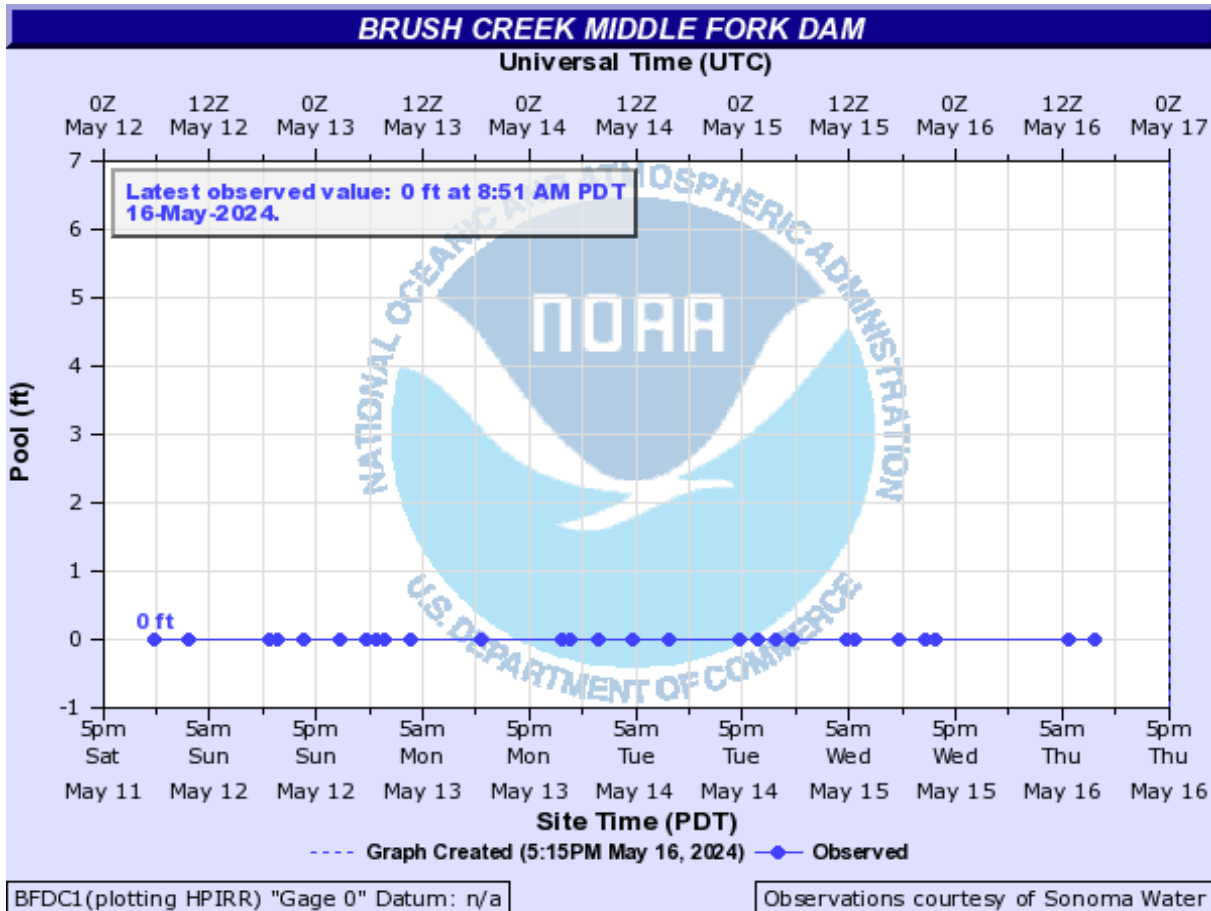 BRUSH CREEK MIDDLE FORK DAM
Universal Time (UTC)
0Z 12Z 0Z 12Z 0Z 12Z 0Z 12Z 0Z 12Z 0Z
May 12 May 12 May 13 May 13 May 14 May 14 May 15 May 15 May 16 May 16 May 17
7
Latest observed value: 0 ft at 8:51 AM PDT
16-May-2024.
6
5
4
3
2
1
0
-1
Pool (ft)
0 ft
NATIONAL OCEANIC AND ATMOSPHERIC ADMINISTRATION
NOAA
U.S. DEPARTMENT OF COMMERCE
5pm 5am 5pm 5am 5pm 5am 5pm 5am 5pm 5am 5pm
Sat Sun Sun Mon Mon Tue Tue Wed Wed Thu Thu
May 11 May 12 May 12 May 13 May 13 May 14 May 14 May 15 May 15 May 16 May 16
Site Time (PDT)
Graph Created (5:15PM May 16, 2024) Observed
BFDC1(plotting HPIRR) "Gage 0" Datum: n/a
Observations courtesy of Sonoma Water